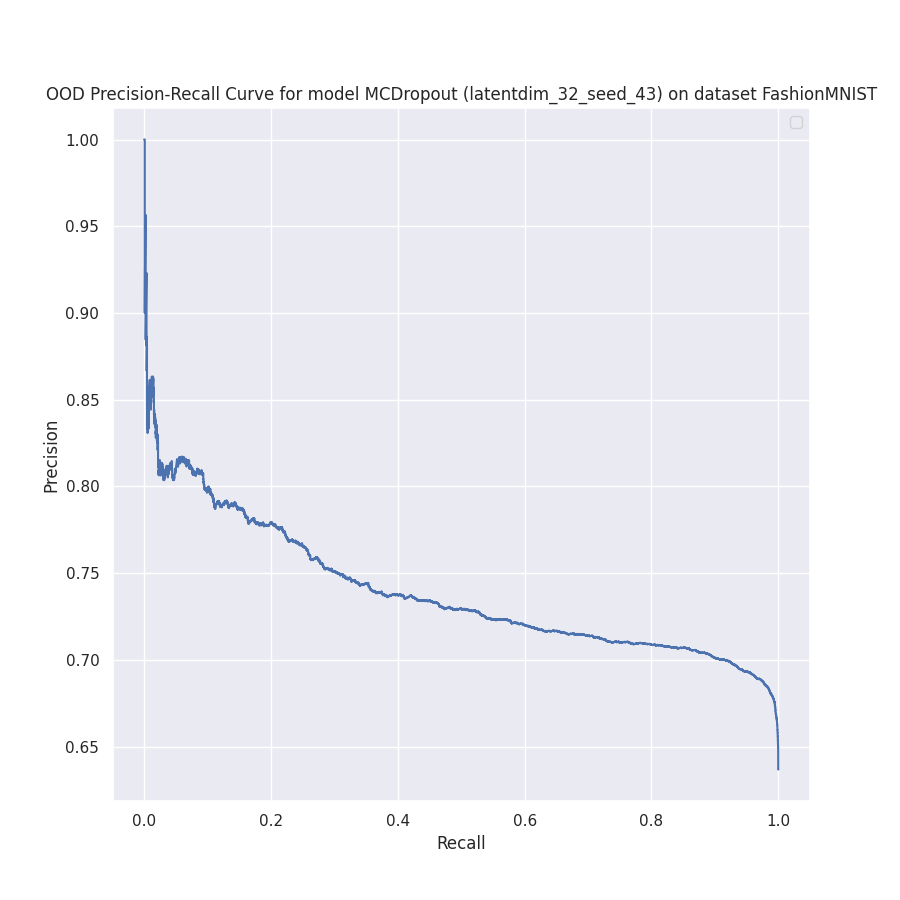 OOD Precision-Recall Curve for model MCDropout (latentdim_32_seed_43) on dataset FashionMNIST
1.00
0.95
0.90
0.85
0.80
0.75
0.70
0.65
Precision
0.0 0.2 0.4 0.6 0.8 1.0
Recall